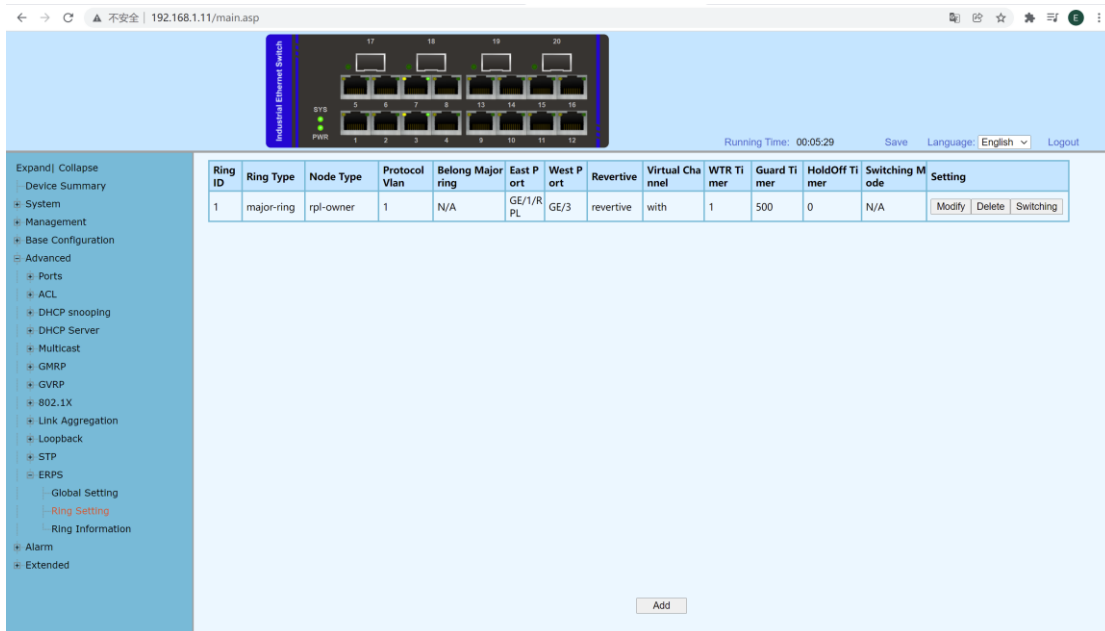 不安全 | 192.168.1.11/main.asp
E
Industrial Ethernet Switch
17 18 19 20
5 6 7 8 13 14 15 16
SYS
PWR
1 2 3 4 9 10 11 12
Running Time: 00:05:29 Save Language: English Logout
Expand| Collapse
Device Summary
System
Management
Base Configuration
Advanced
Ports
ACL
DHCP snooping
DHCP Server
Multicast
GMRP
GVRP
802.1X
Link Aggregation
Loopback
STP
ERPS
Global Setting
Ring Setting
Ring Information
Alarm
Extended
Ring ID Ring Type Node Type Protocol Vlan Belong Major ring East Port West Port Revertive Virtual Channel WTR Timer Guard Timer HoldOff Timer Switching Mode Setting
1 major-ring rpl-owner 1 N/A GE/1/RPL GE/3 revertive with 1 500 0 N/A Modify Delete Switching
Add